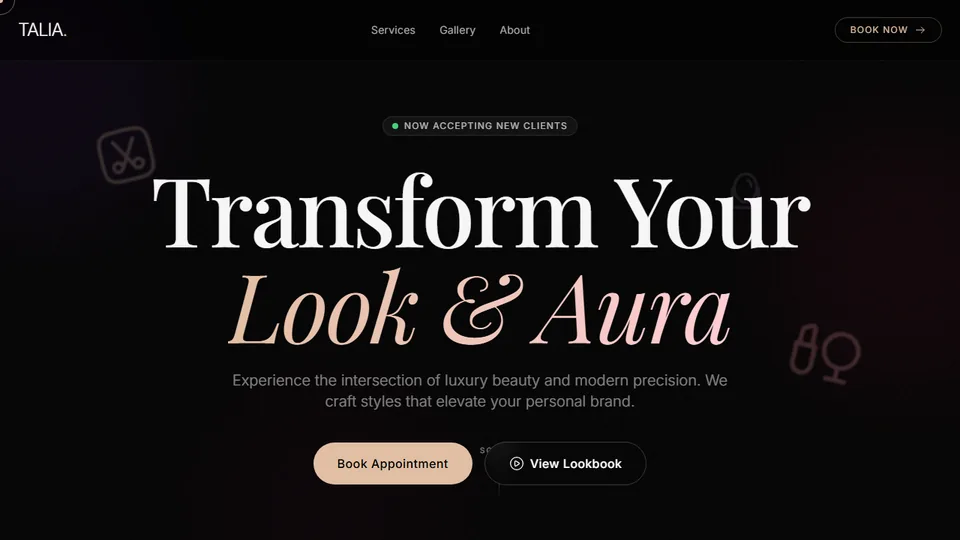 TALIA.
Services
Gallery
About
BOOK NOW
NOW ACCEPTING NEW CLIENTS
Transform Your
Look & Aura
Experience the intersection of luxury beauty and modern precision. We
craft styles that elevate your personal brand.
Book Appointment
View Lookbook